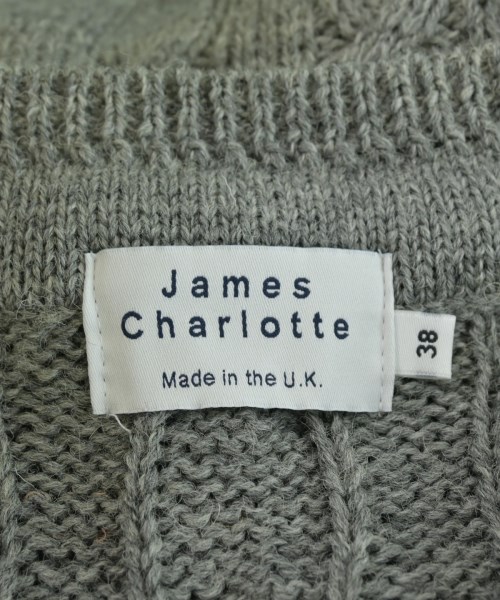 James
Charlotte
Made in the U.K.
38